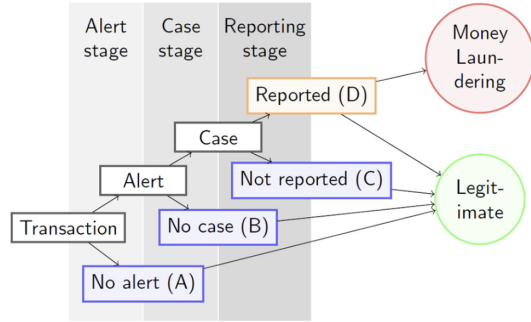 Alert
stage
Case
stage
Reporting
stage
Money
Laun-
dering
Reported (D)
Case
Not reported (C)
Alert
Legit-
imate
Transaction
No case (B)
No alert (A)